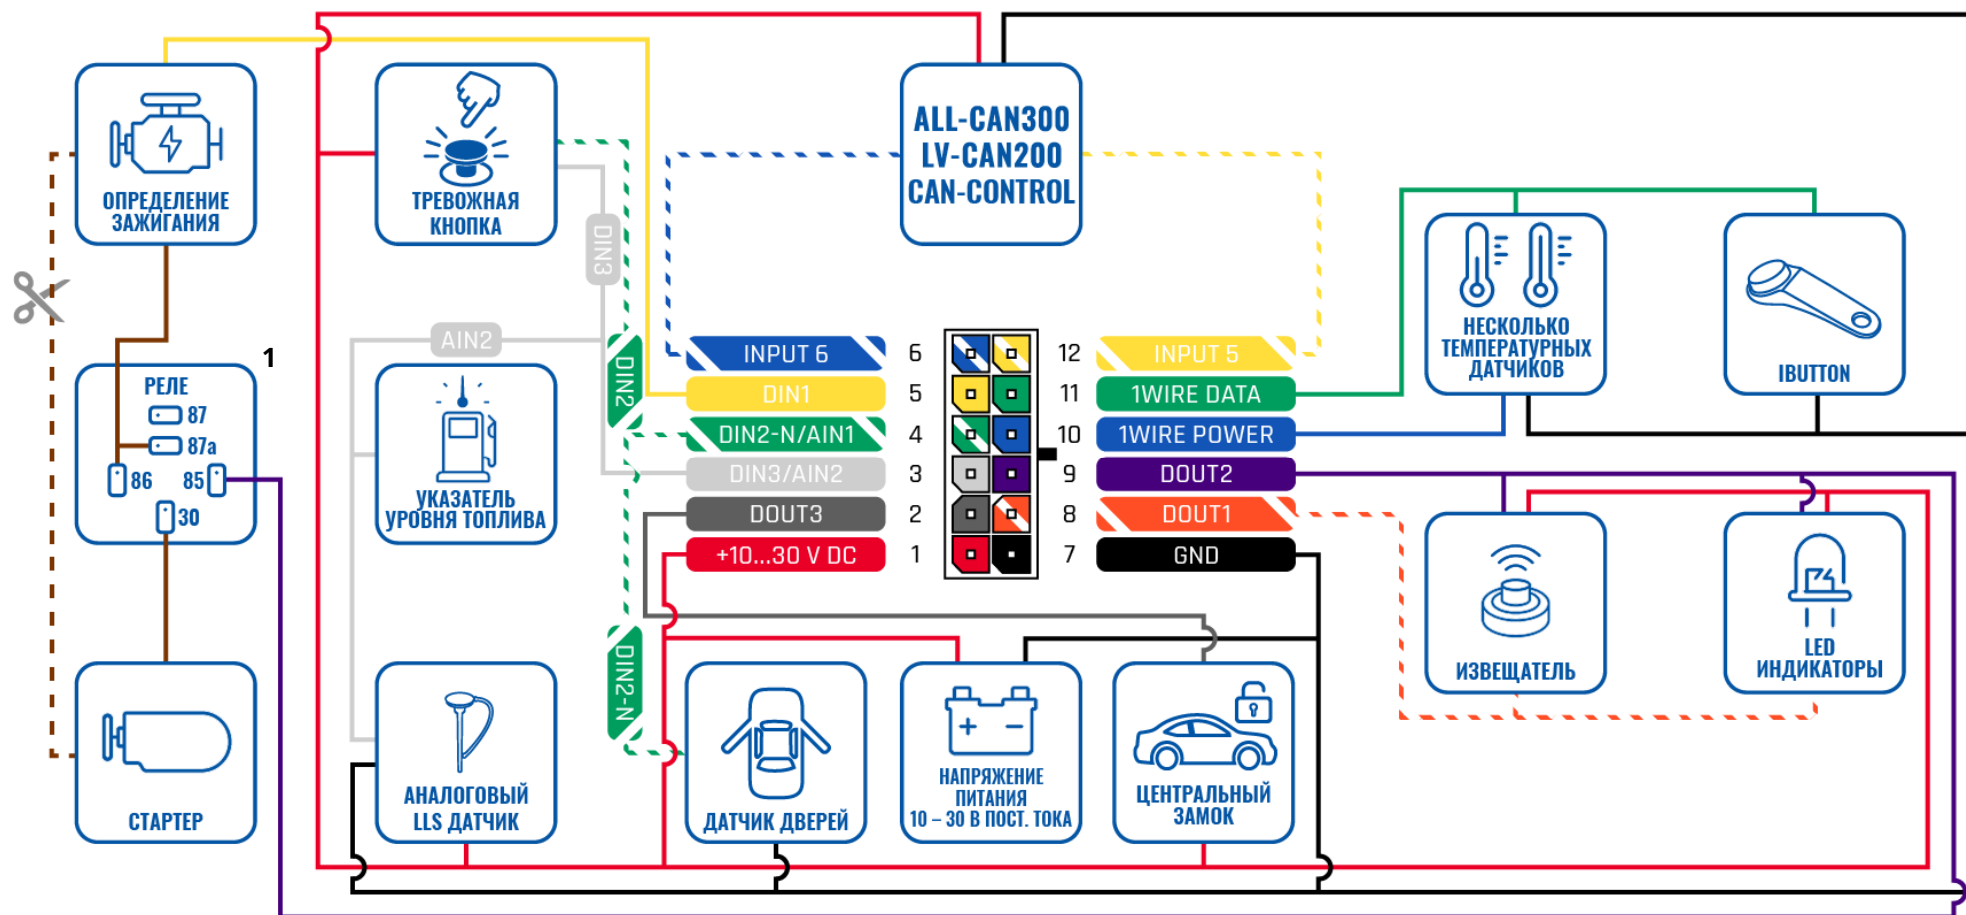 ОПРЕДЕЛЕНИЕ
ЗАЖИГАНИЯ
ТРЕВОЖНАЯ
КНОПКА
ALL-CAN300
LV-CAN200
CAN-CONTROL
НЕСКОЛЬКО
ТЕМПЕРАТУРНЫХ
ДАТЧИКОВ
IBUTTON
DIN3
AIN2
DIN2
DIN2-N
1
РЕЛЕ
87
87a
86
85
30
УКАЗАТЕЛЬ
УРОВНЯ ТОПЛИВА
INPUT 6 6 12 INPUT 5
DIN1 5 11 1WIRE DATA
DIN2-N/AIN1 4 10 1WIRE POWER
DIN3/AIN2 3 9 DOUT2
DOUT3 2 8 DOUT1
+10...30 V DC 1 7 GND
ИЗВЕЩАТЕЛЬ
LED
ИНДИКАТОРЫ
СТАРТЕР
АНАЛОГОВЫЙ
LLS ДАТЧИК
ДАТЧИК ДВЕРЕЙ
НАПРЯЖЕНИЕ
ПИТАНИЯ
10 – 30 В ПОСТ. ТОКА
ЦЕНТРАЛЬНЫЙ
ЗАМОК